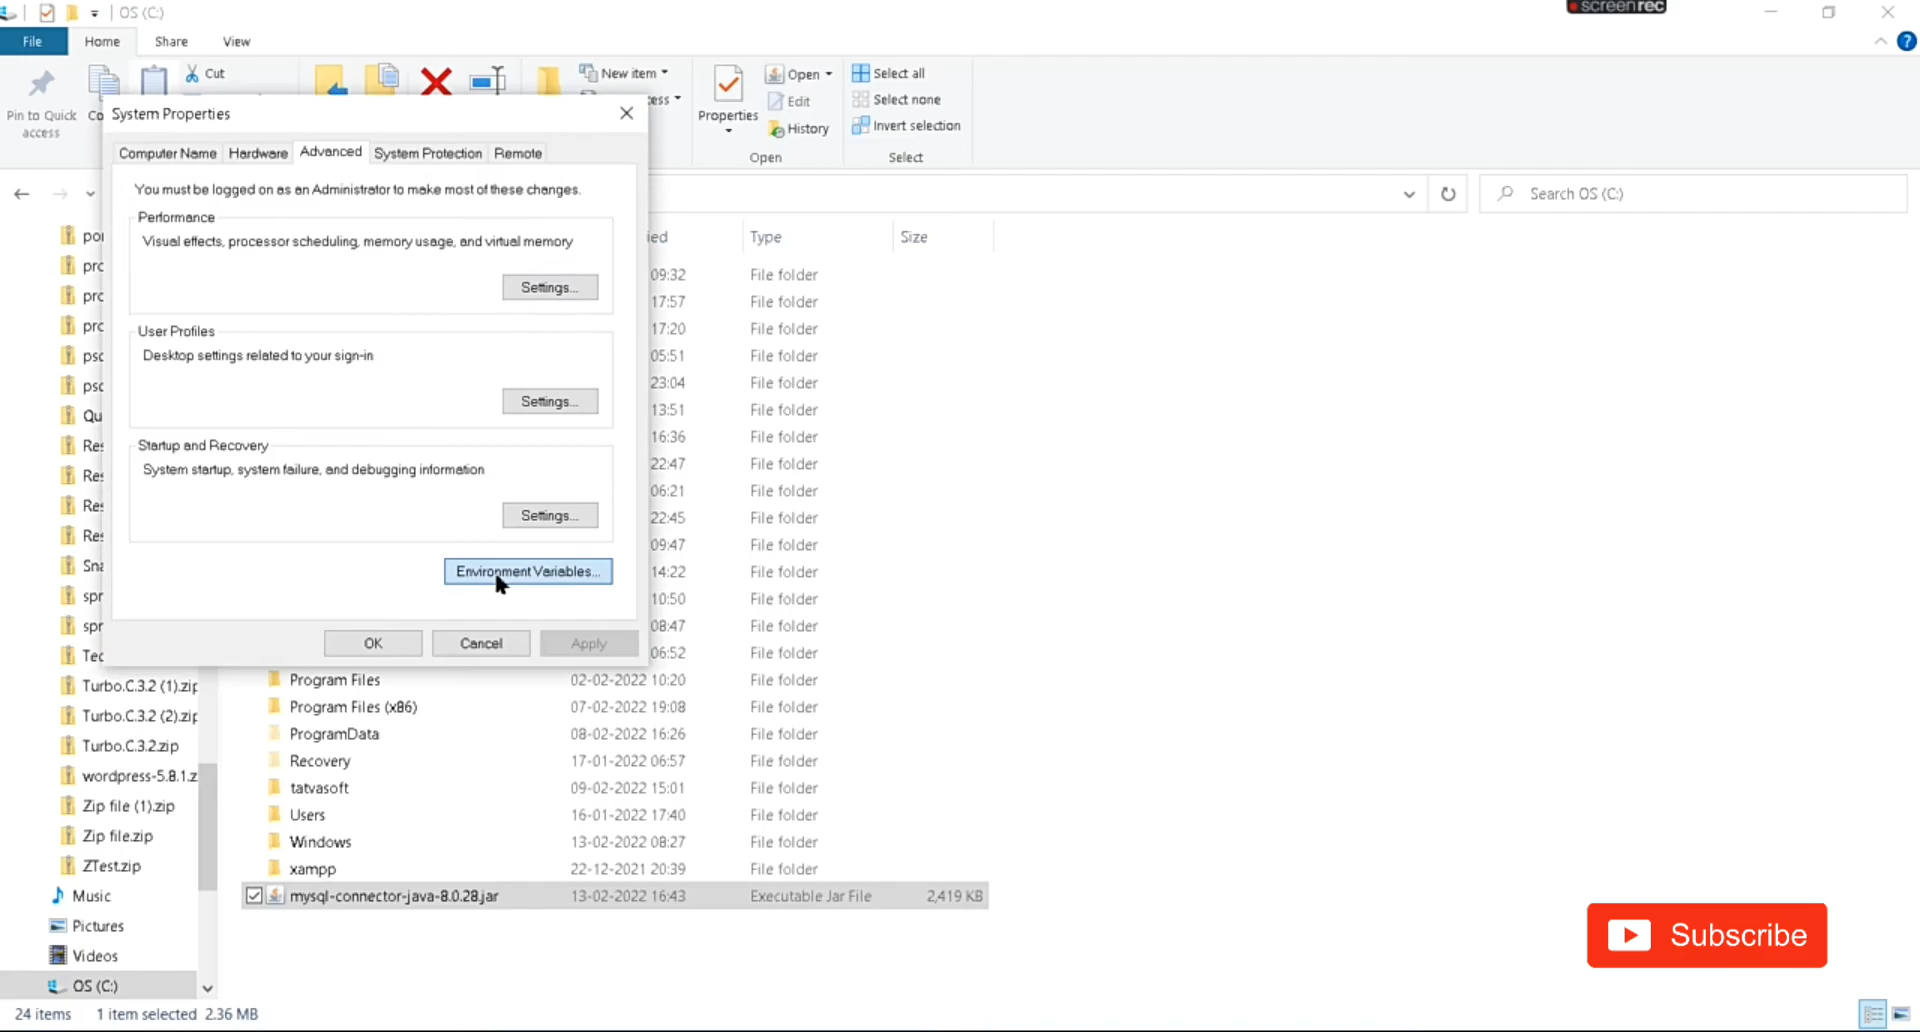 OS (C:)
screenrec
File Home Share View
Cut
New item
Pin to Quick access
Properties
Open
Edit
History
Open
Select all
Select none
Invert selection
Select
System Properties
Computer Name Hardware Advanced System Protection Remote
You must be logged on as an Administrator to make most of these changes.
Performance
Visual effects, processor scheduling, memory usage, and virtual memory
Settings...
User Profiles
Desktop settings related to your sign-in
Settings...
Startup and Recovery
System startup, system failure, and debugging information
Settings...
Environment Variables...
OK Cancel Apply
Search OS (C:)
Type Size
09:32 File folder
17:57 File folder
17:20 File folder
05:51 File folder
23:04 File folder
13:51 File folder
16:36 File folder
22:47 File folder
06:21 File folder
22:45 File folder
09:47 File folder
14:22 File folder
10:50 File folder
08:47 File folder
06:52 File folder
Program Files 02-02-2022 10:20 File folder
Program Files (x86) 07-02-2022 19:08 File folder
ProgramData 08-02-2022 16:26 File folder
Recovery 17-01-2022 06:57 File folder
tatvasoft 09-02-2022 15:01 File folder
Users 16-01-2022 17:40 File folder
Windows 13-02-2022 08:27 File folder
xampp 22-12-2021 20:39 File folder
mysql-connector-java-8.0.28.jar 13-02-2022 16:43 Executable Jar File 2,419 KB
Turbo.C.3.2 (1).zip
Turbo.C.3.2 (2).zip
Turbo.C.3.2.zip
wordpress-5.8.1.z
Zip file (1).zip
Zip file.zip
ZTest.zip
Music
Pictures
Videos
OS (C:)
24 items 1 item selected 2.36 MB
Subscribe